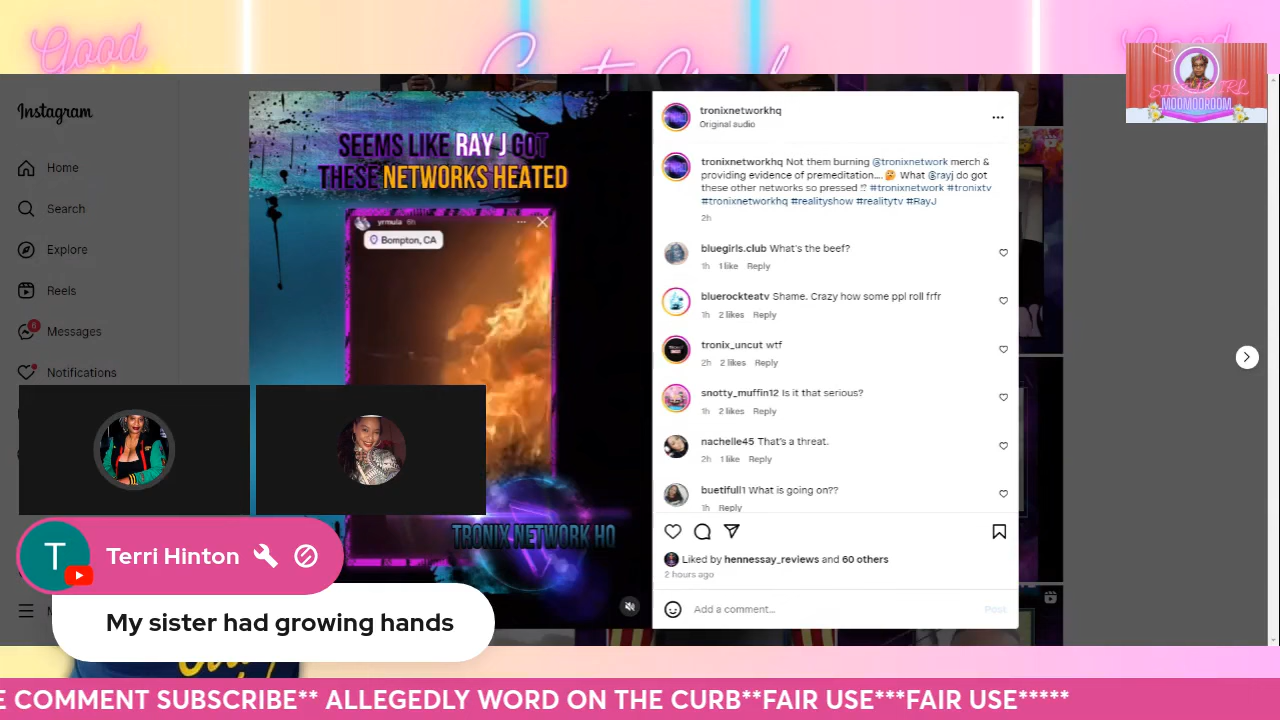 Good
Instagram
Home
Search
Explore
Reels
6
Messages
Notifications
SEEMS LIKE RAY J GOT
THESE NETWORKS HEATED
yrmula 6h
Bompton, CA
TRONIX NETWORK HQ
tronixnetworkhq
Original audio
tronixnetworkhq Not them burning @tronixnetwork merch &
providing evidence of premeditation....🤔 What @rayj do got
these other networks so pressed !? #tronixnetwork #tronixtv
#tronixnetworkhq #realityshow #realitytv #RayJ
2h
bluegirls.club What's the beef?
1h 1 like Reply
bluerockteatv Shame. Crazy how some ppl roll frfr
1h 2 likes Reply
tronix_uncut wtf
2h 2 likes Reply
snotty_muffin12 Is it that serious?
1h 2 likes Reply
nachelle45 That's a threat.
2h 1 like Reply
buetifull1 What is going on??
1h Reply
Liked by hennessay_reviews and 60 others
2 hours ago
Add a comment...
Post
MOOMOOROOM
T
Terri Hinton
My sister had growing hands
E COMMENT SUBSCRIBE** ALLEGEDLY WORD ON THE CURB**FAIR USE***FAIR USE*****